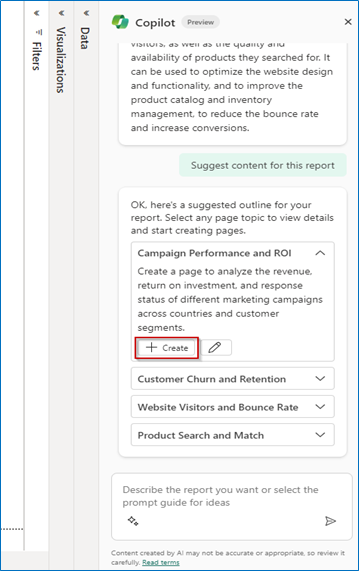 Filters
Visualizations
Data
Copilot Preview
visitors, as well as the quality and
availability of products they searched for. It
can be used to optimize the website design
and functionality, and to improve the
product catalog and inventory
management, to reduce the bounce rate
and increase conversions.
Suggest content for this report
OK, here's a suggested outline for your
report. Select any page topic to view details
and start creating pages.
Campaign Performance and ROI
Create a page to analyze the revenue,
return on investment, and response
status of different marketing campaigns
across countries and customer
segments.
Create
Customer Churn and Retention
Website Visitors and Bounce Rate
Product Search and Match
Describe the report you want or select the
prompt guide for ideas
Content created by AI may not be accurate or appropriate, so review it
carefully. Read terms